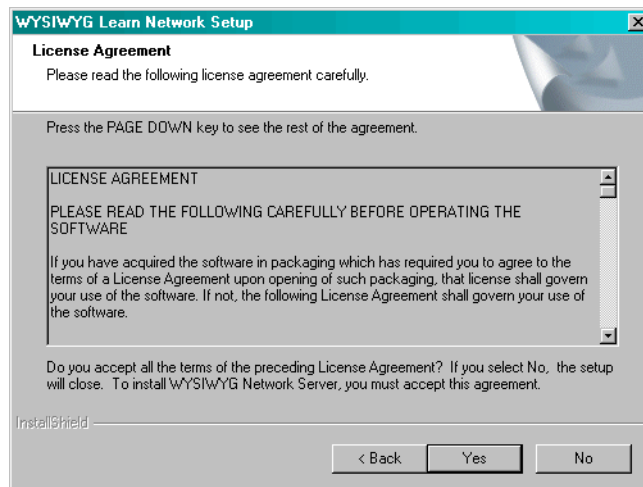 WYSIWYG Learn Network Setup
License Agreement
Please read the following license agreement carefully.
Press the PAGE DOWN key to see the rest of the agreement.
LICENSE AGREEMENT
PLEASE READ THE FOLLOWING CAREFULLY BEFORE OPERATING THE
SOFTWARE
If you have acquired the software in packaging which has required you to agree to the
terms of a License Agreement upon opening of such packaging, that license shall govern
your use of the software. If not, the following License Agreement shall govern your use of
the software.
Do you accept all the terms of the preceding License Agreement? If you select No, the setup
will close. To install WYSIWYG Network Server, you must accept this agreement.
InstallShield
< Back Yes No